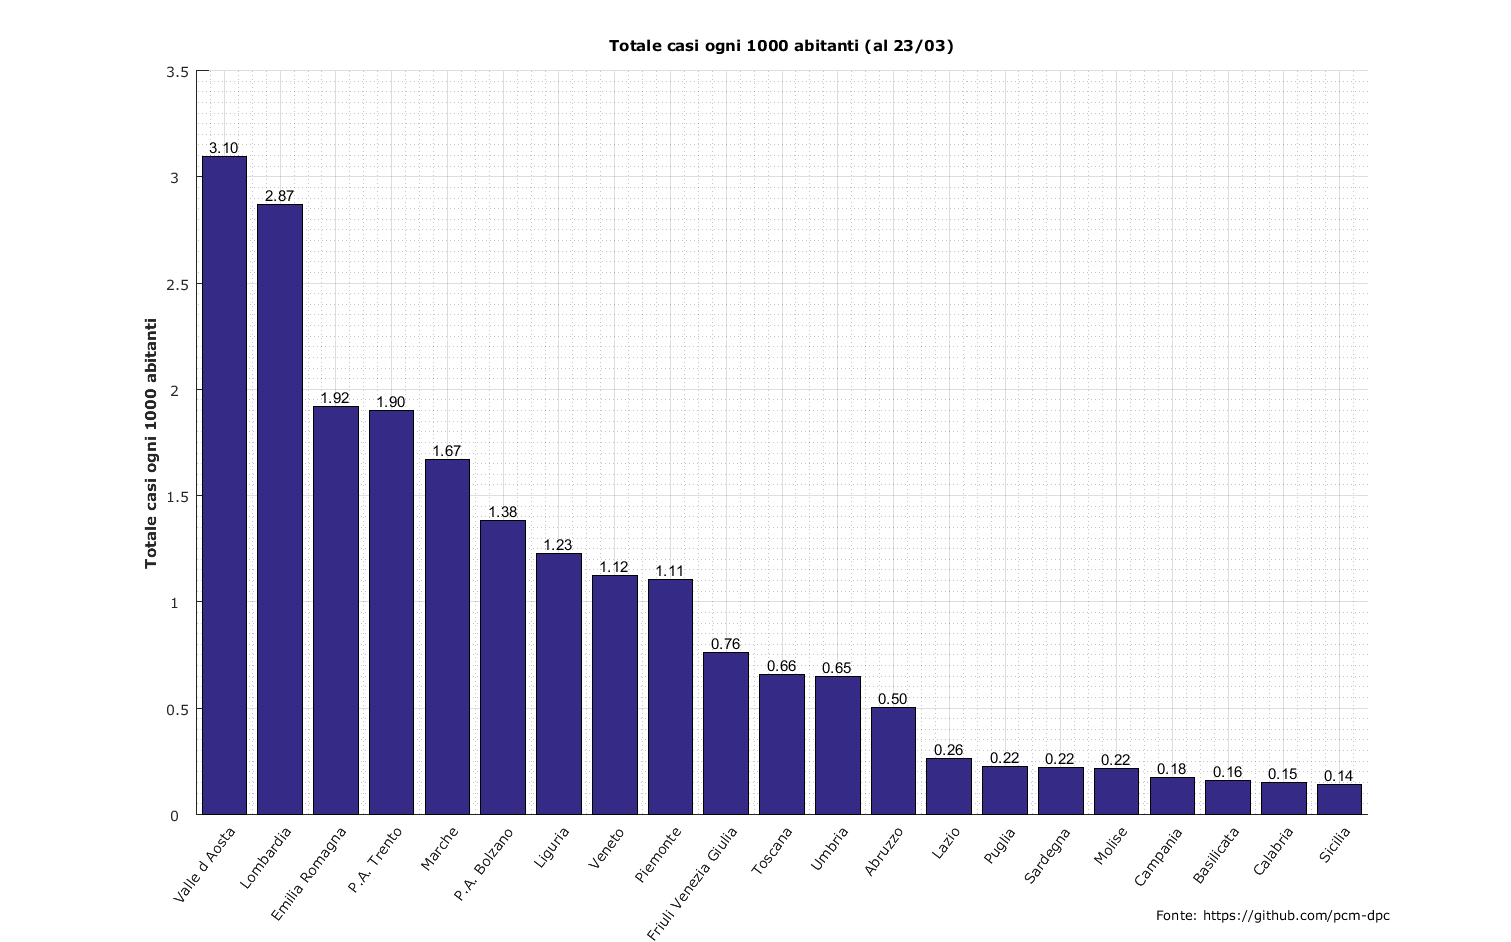 Totale casi ogni 1000 abitanti (al 23/03)
Totale casi ogni 1000 abitanti
3.5
3
2.5
2
1.5
1
0.5
0
3.10
2.87
1.92
1.90
1.67
1.38
1.23
1.12
1.11
0.76
0.66
0.65
0.50
0.26
0.22
0.22
0.22
0.18
0.16
0.15
0.14
Valle d Aosta
Lombardia
Emilia Romagna
P.A. Trento
Marche
P.A. Bolzano
Liguria
Veneto
Piemonte
Friuli Venezia Giulia
Toscana
Umbria
Abruzzo
Lazio
Puglia
Sardegna
Molise
Campania
Basilicata
Calabria
Sicilia
Fonte: https://github.com/pcm-dpc